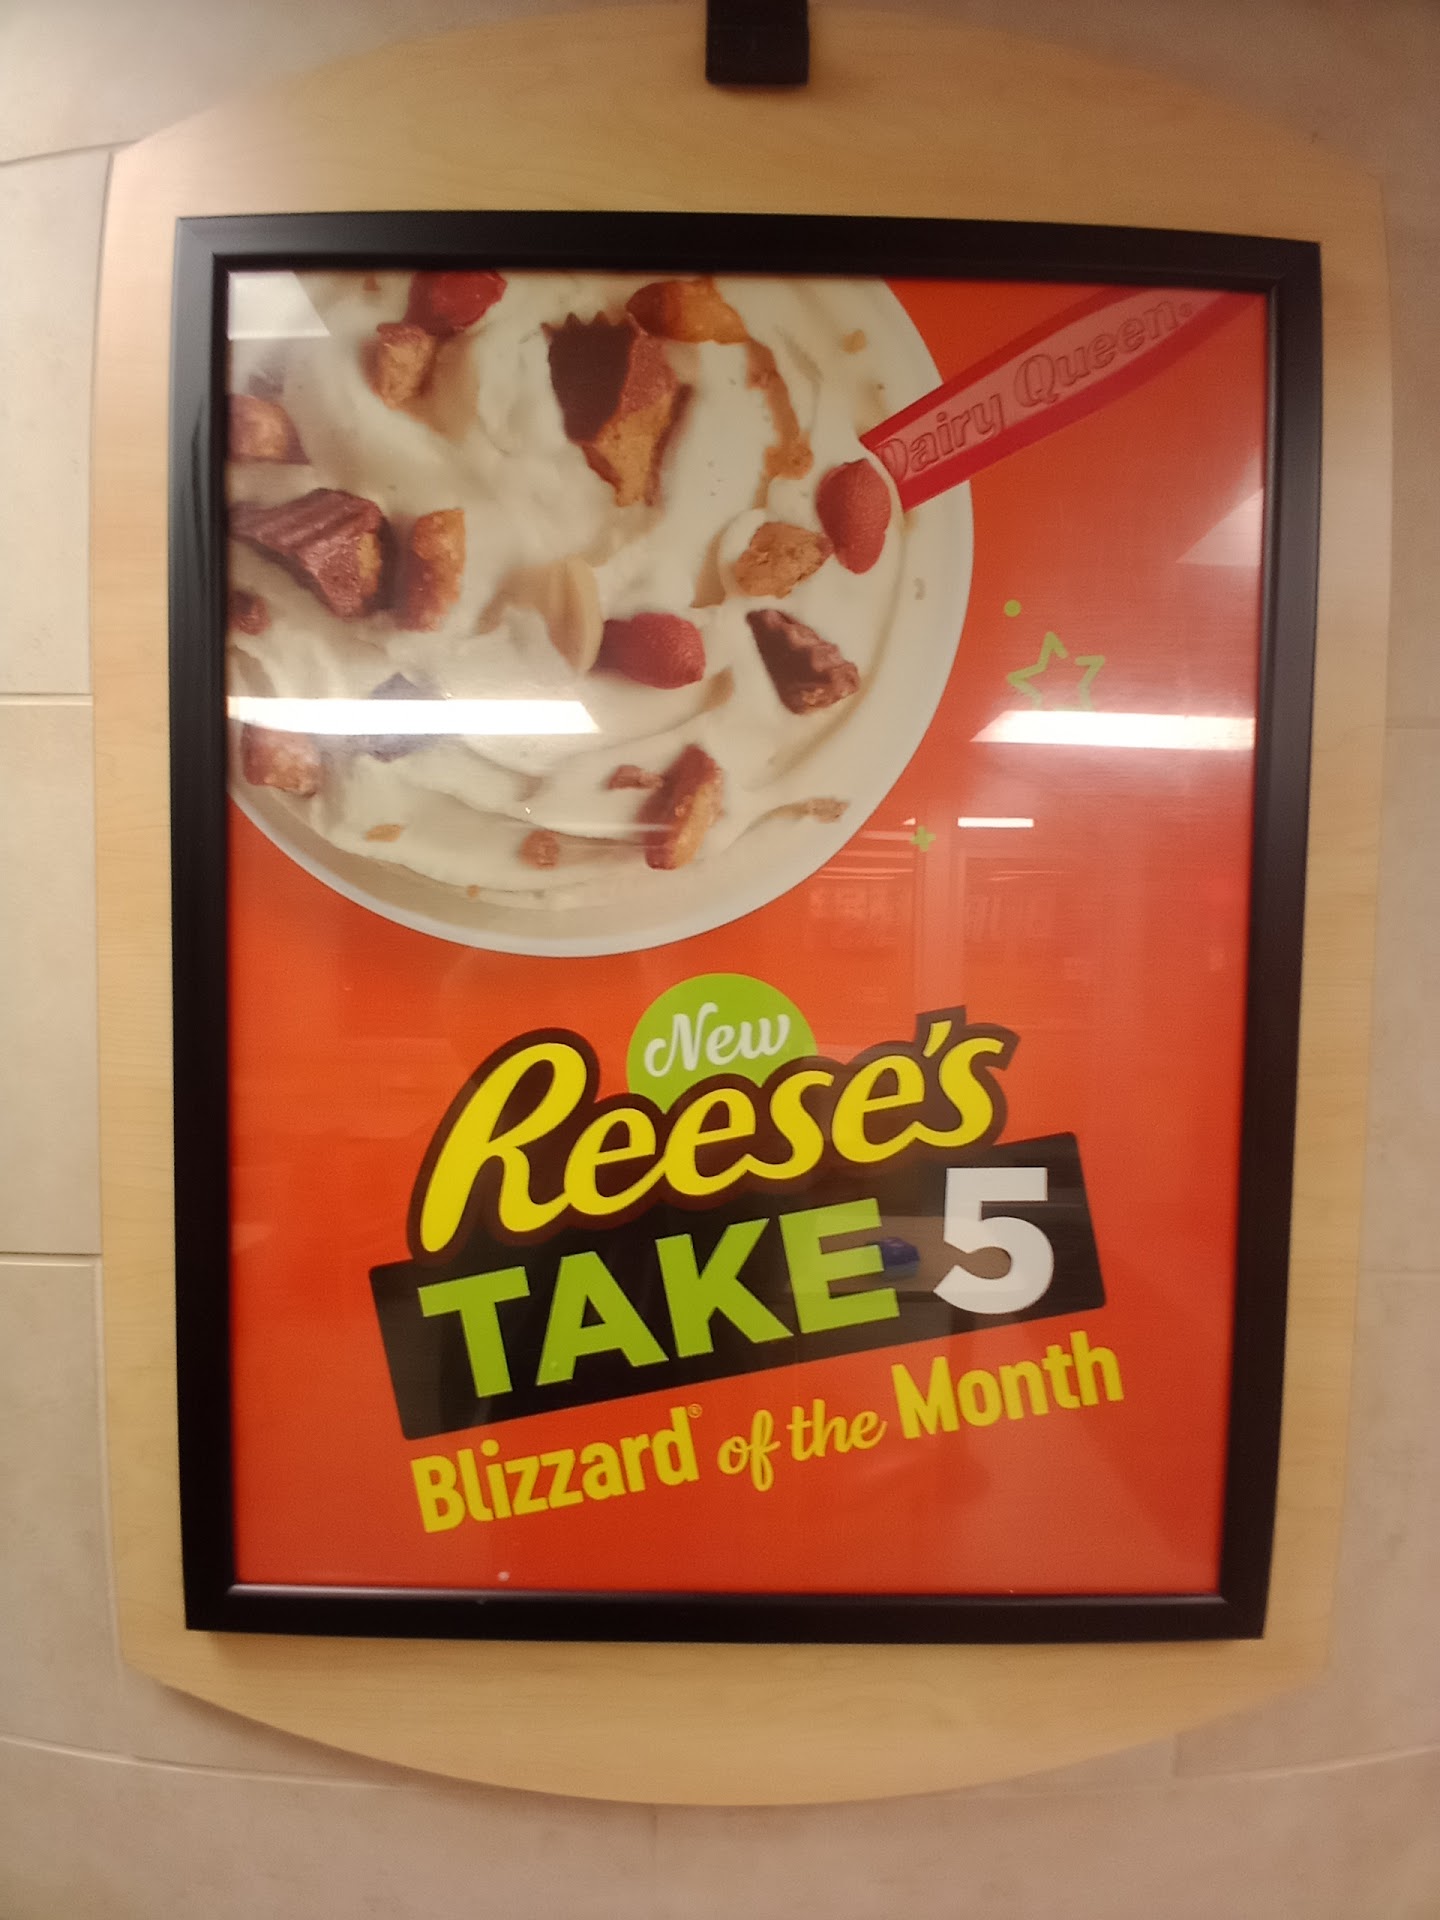 Dairy Queen®
New
Reese's
TAKE 5
Blizzard® of the Month